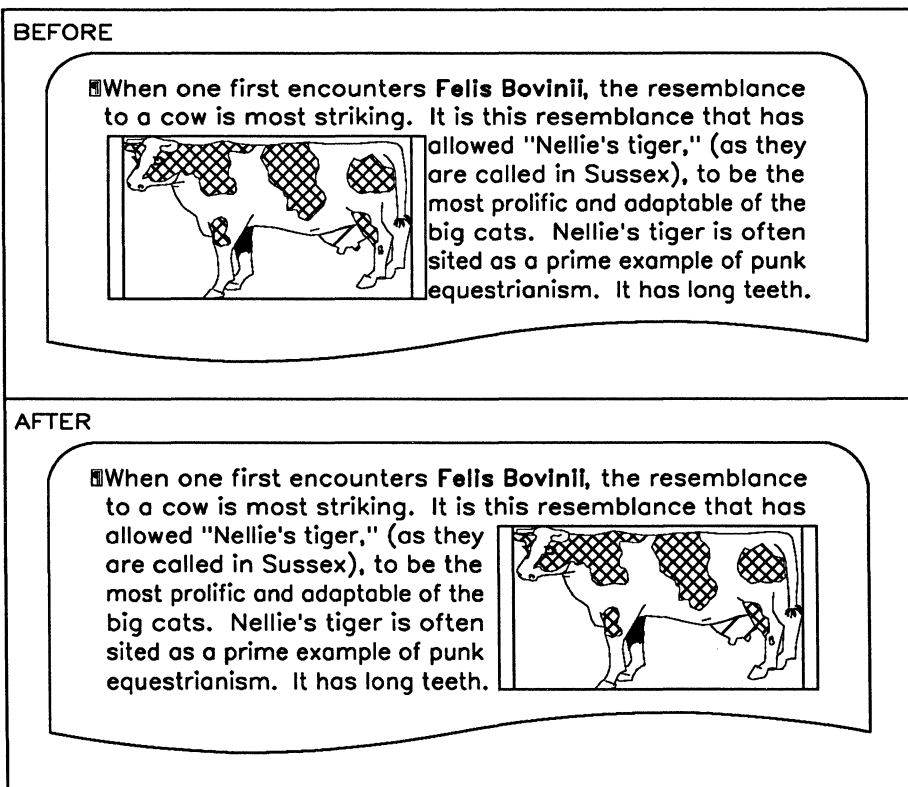 BEFORE
¶When one first encounters Felis Bovinii, the resemblance
to a cow is most striking. It is this resemblance that has
allowed "Nellie's tiger," (as they
are called in Sussex), to be the
most prolific and adaptable of the
big cats. Nellie's tiger is often
sited as a prime example of punk
equestrianism. It has long teeth.
AFTER
¶When one first encounters Felis Bovinii, the resemblance
to a cow is most striking. It is this resemblance that has
allowed "Nellie's tiger," (as they
are called in Sussex), to be the
most prolific and adaptable of the
big cats. Nellie's tiger is often
sited as a prime example of punk
equestrianism. It has long teeth.